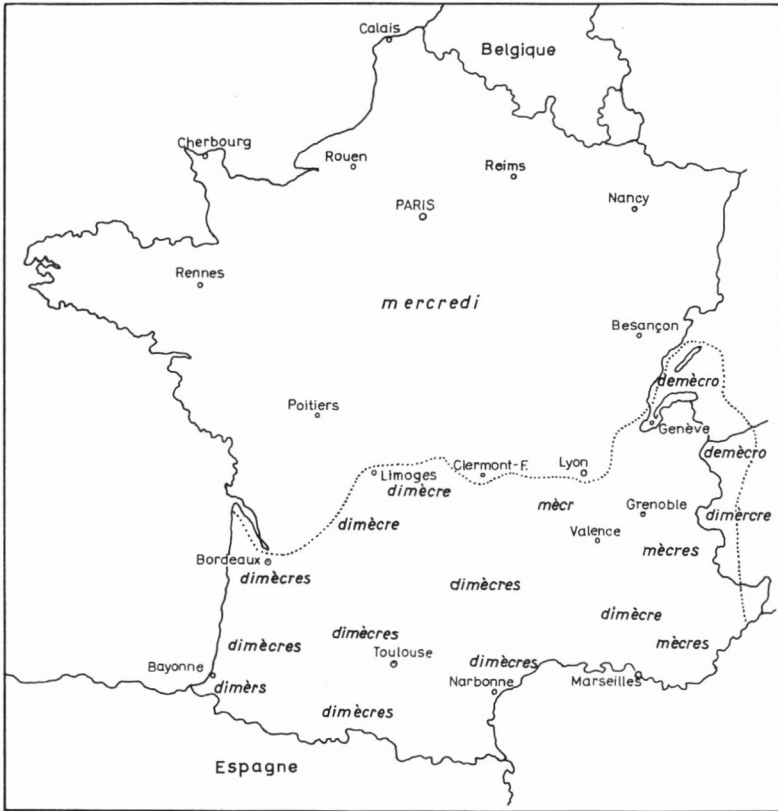 Calais
Belgique
Cherbourg
Rouen
Reims
PARIS
Nancy
Rennes
mercredi
Besançon
demècro
Poitiers
Genève
demècro
Limoges
Clermont-F.
Lyon
dimècre
mècr
Grenoble
dimercre
dimècre
Valence
mècres
Bordeaux
dimècres
dimècres
dimècre
dimècres
dimècres
mècres
Toulouse
dimècres
Bayonne
Marseilles
dimèrs
Narbonne
dimècres
Espagne